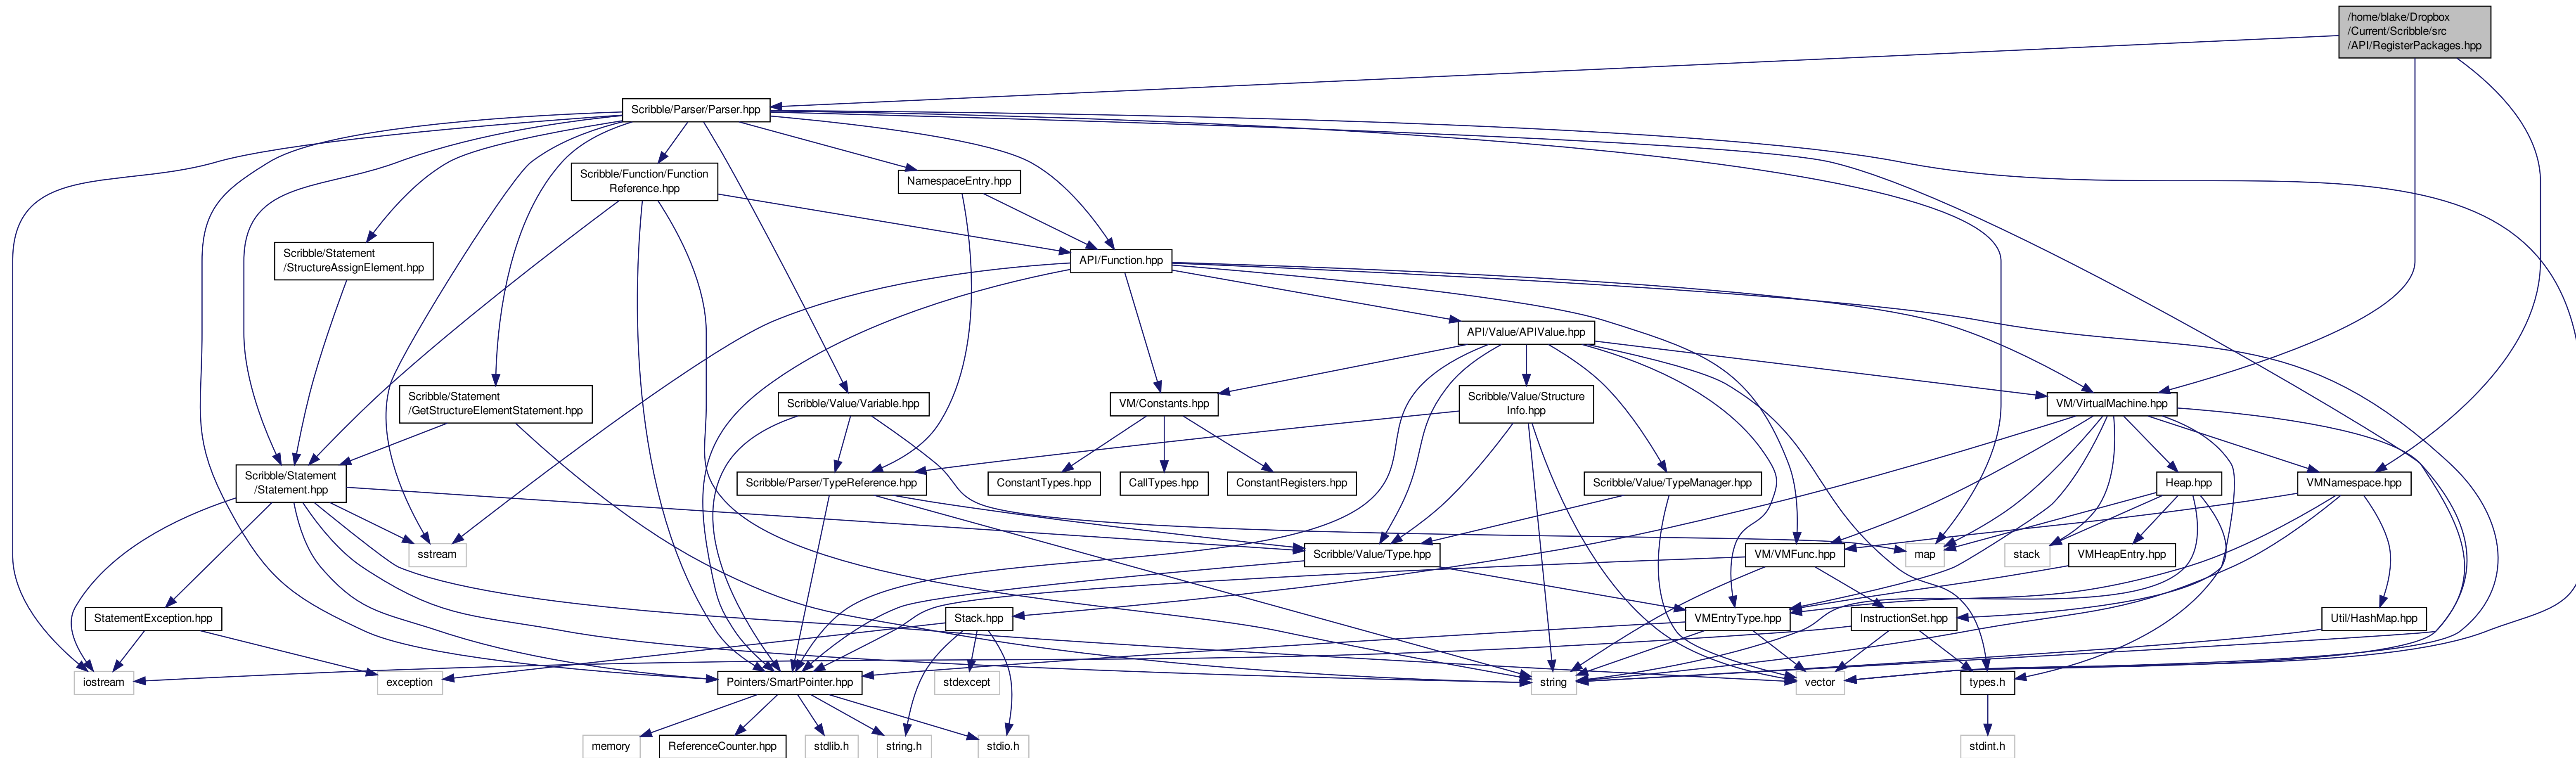 /home/blake/Dropbox
/Current/Scribble/src
/API/RegisterPackages.hpp
Scribble/Parser/Parser.hpp
Scribble/Function/Function
Reference.hpp
NamespaceEntry.hpp
Scribble/Statement
/StructureAssignElement.hpp
API/Function.hpp
API/Value/APIValue.hpp
Scribble/Statement
/GetStructureElementStatement.hpp
Scribble/Value/Variable.hpp
VM/Constants.hpp
Scribble/Value/Structure
Info.hpp
VM/VirtualMachine.hpp
Scribble/Statement
/Statement.hpp
Scribble/Parser/TypeReference.hpp
ConstantTypes.hpp
CallTypes.hpp
ConstantRegisters.hpp
Scribble/Value/TypeManager.hpp
Heap.hpp
VMNamespace.hpp
sstream
Scribble/Value/Type.hpp
VM/VMFunc.hpp
map
stack
VMHeapEntry.hpp
StatementException.hpp
Stack.hpp
VMEntryType.hpp
InstructionSet.hpp
Util/HashMap.hpp
iostream
exception
Pointers/SmartPointer.hpp
stdexcept
string
vector
types.h
memory
ReferenceCounter.hpp
stdlib.h
string.h
stdio.h
stdint.h